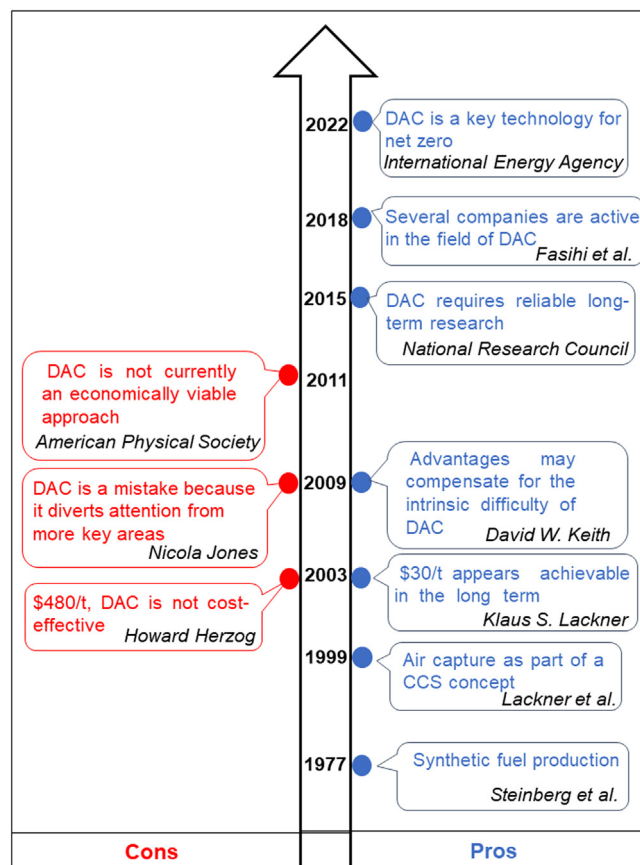 2022
DAC is a key technology for
net zero
International Energy Agency
2018
Several companies are active
in the field of DAC
Fasihi et al.
2015
DAC requires reliable long-
term research
National Research Council
DAC is not currently
an economically viable
approach
American Physical Society
2011
DAC is a mistake because
it diverts attention from
more key areas
Nicola Jones
2009
Advantages may
compensate for the
intrinsic difficulty of
DAC
David W. Keith
$480/t, DAC is not cost-
effective
Howard Herzog
2003
$30/t appears achievable
in the long term
Klaus S. Lackner
1999
Air capture as part of a
CCS concept
Lackner et al.
1977
Synthetic fuel production
Steinberg et al.
Cons
Pros